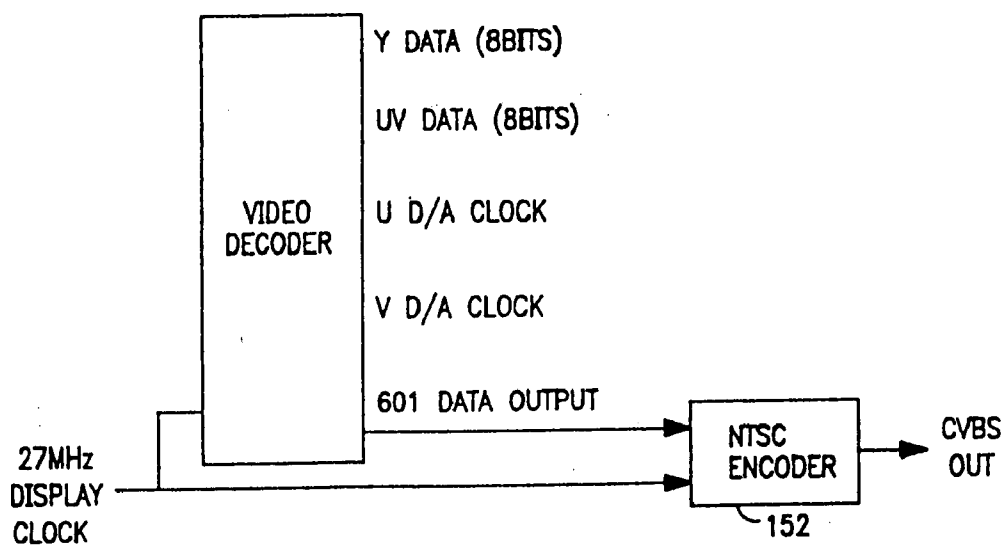 Y DATA (8BITS)
UV DATA (8BITS)
VIDEO
DECODER
U D/A CLOCK
V D/A CLOCK
601 DATA OUTPUT
27MHz
DISPLAY
CLOCK
NTSC
ENCODER
152
CVBS
OUT